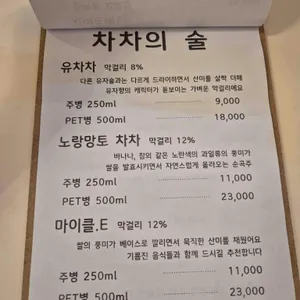 차차의 술
유차차 막걸리 8%
다른 유자술과는 다르게 드라이하면서 산미를 살짝 더해
유자향의 캐릭터가 돋보이는 가벼운 막걸리예요
주병 250ml 9,000
PET병 500ml 18,000
노랑망토 차차 막걸리 12%
바나나, 참외 같은 노란색의 과일류의 풍미가
쌀을 발효시키면서 자연스럽게 올라오는 순곡주
주병 250ml 11,000
PET병 500ml 23,000
마이클.E 막걸리 12%
쌀의 풍미가 베이스로 깔리면서 묵직한 산미를 채웠어요
기름진 음식들과 함께 드시길 추천합니다
주병 250ml 11,000
PET병 500ml 23,000